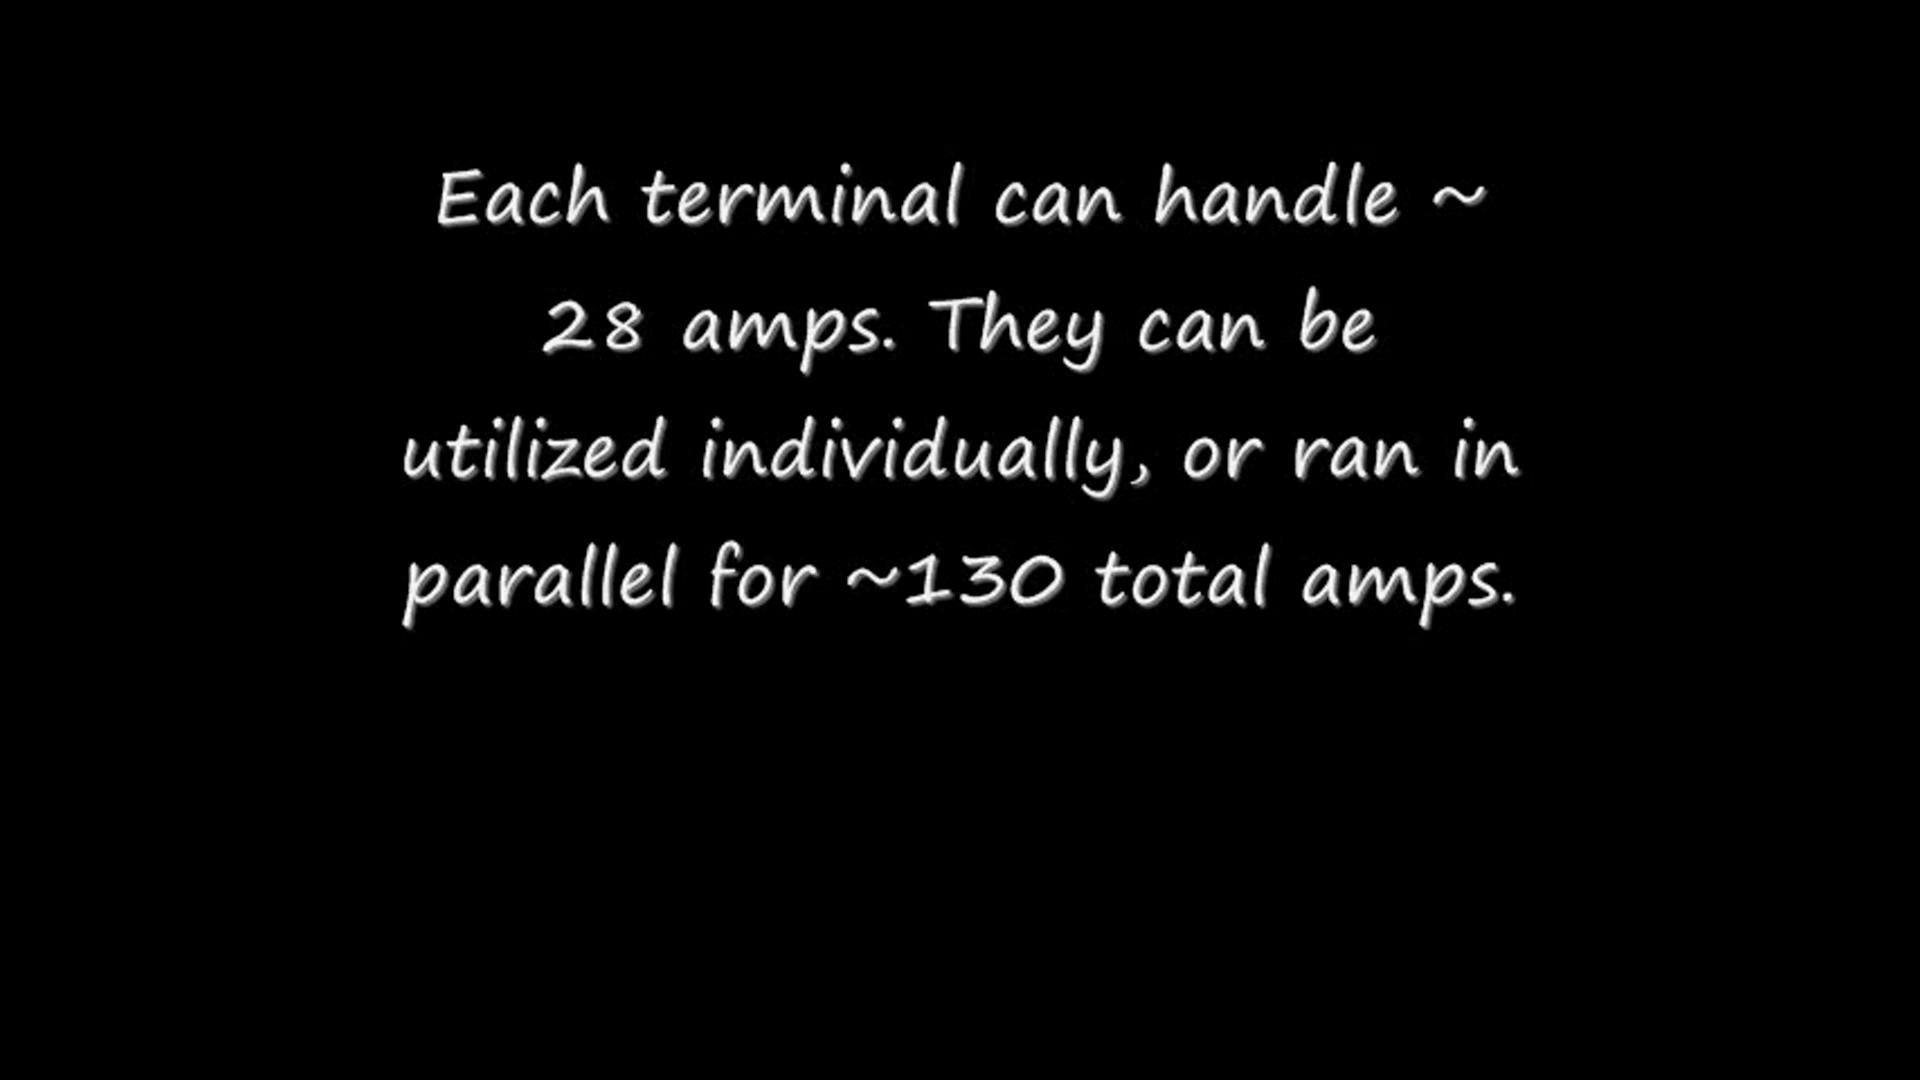 Each terminal can handle ~
28 amps. They can be
utilized individually, or ran in
parallel for ~130 total amps.